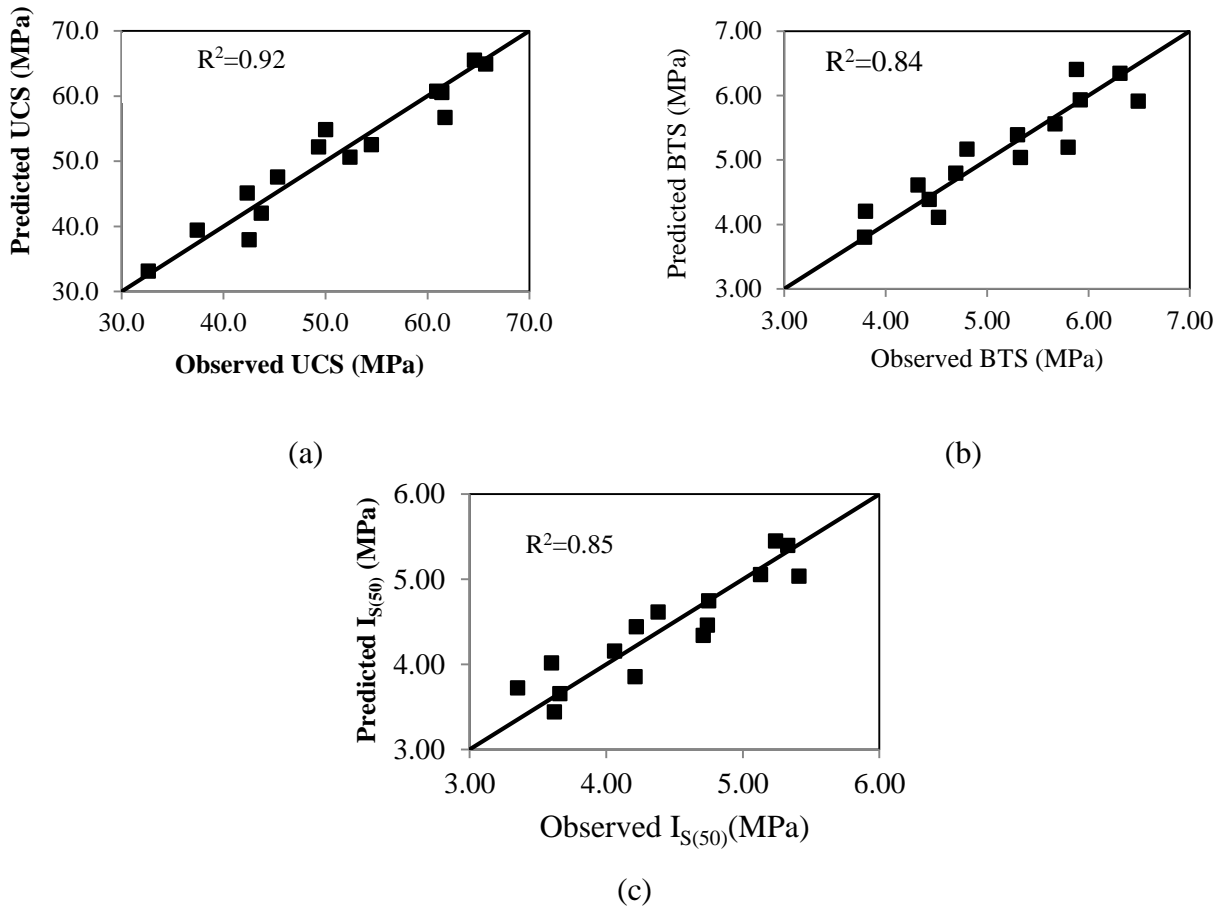 Predicted UCS (MPa)
70.0
60.0
50.0
40.0
30.0
R²=0.92
30.0 40.0 50.0 60.0 70.0
Observed UCS (MPa)
(a)
Predicted BTS (MPa)
7.00
6.00
5.00
4.00
3.00
R²=0.84
3.00 4.00 5.00 6.00 7.00
Observed BTS (MPa)
(b)
Predicted I_S(50) (MPa)
6.00
5.00
4.00
3.00
R²=0.85
3.00 4.00 5.00 6.00
Observed I_S(50)(MPa)
(c)